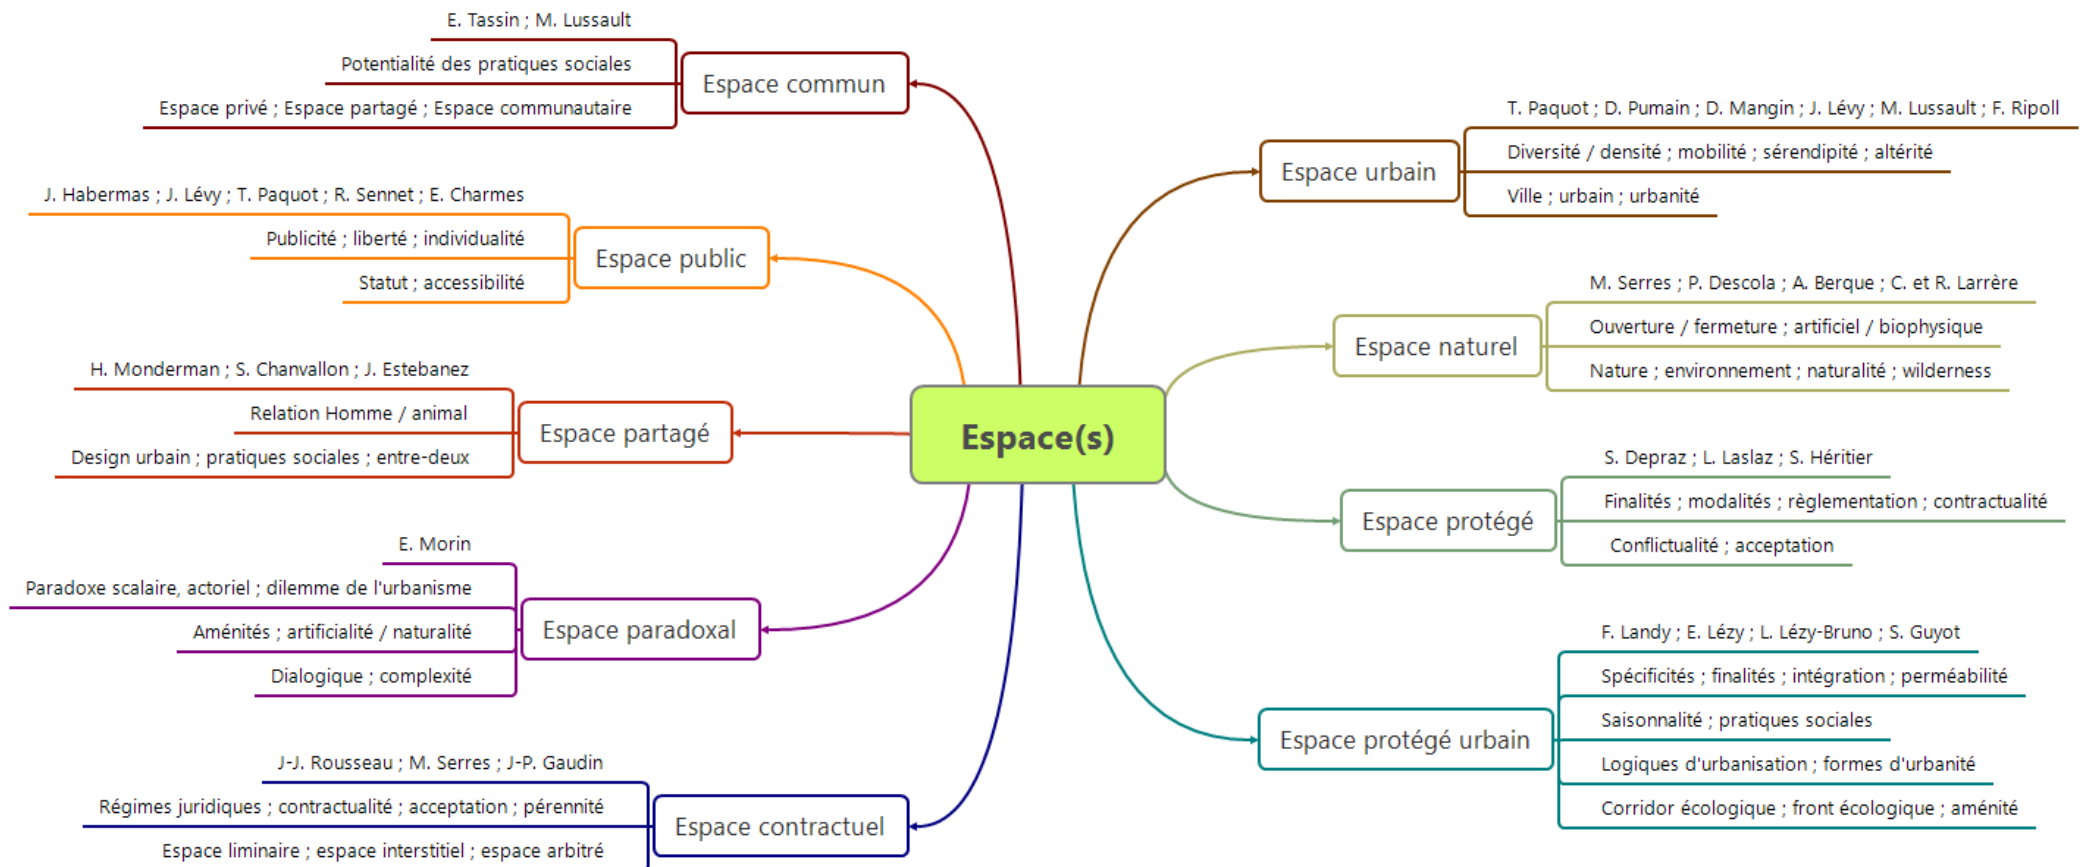 Espace(s)
Espace commun
E. Tassin ; M. Lussault
Potentialité des pratiques sociales
Espace privé ; Espace partagé ; Espace communautaire
Espace public
J. Habermas ; J. Lévy ; T. Paquot ; R. Sennet ; E. Charmes
Publicité ; liberté ; individualité
Statut ; accessibilité
Espace partagé
H. Monderman ; S. Chanvallon ; J. Estebanez
Relation Homme / animal
Design urbain ; pratiques sociales ; entre-deux
Espace paradoxal
E. Morin
Paradoxe scalaire, actoriel ; dilemme de l'urbanisme
Aménités ; artificialité / naturalité
Dialogique ; complexité
Espace contractuel
J-J. Rousseau ; M. Serres ; J-P. Gaudin
Régimes juridiques ; contractualité ; acceptation ; pérennité
Espace liminaire ; espace interstitiel ; espace arbitré
Espace urbain
T. Paquot ; D. Pumain ; D. Mangin ; J. Lévy ; M. Lussault ; F. Ripoll
Diversité / densité ; mobilité ; sérendipité ; altérité
Ville ; urbain ; urbanité
Espace naturel
M. Serres ; P. Descola ; A. Berque ; C. et R. Larrère
Ouverture / fermeture ; artificiel / biophysique
Nature ; environnement ; naturalité ; wilderness
Espace protégé
S. Depraz ; L. Laslaz ; S. Héritier
Finalités ; modalités ; règlementation ; contractualité
Conflictualité ; acceptation
Espace protégé urbain
F. Landy ; E. Lézy ; L. Lézy-Bruno ; S. Guyot
Spécificités ; finalités ; intégration ; perméabilité
Saisonnalité ; pratiques sociales
Logiques d'urbanisation ; formes d'urbanité
Corridor écologique ; front écologique ; aménité